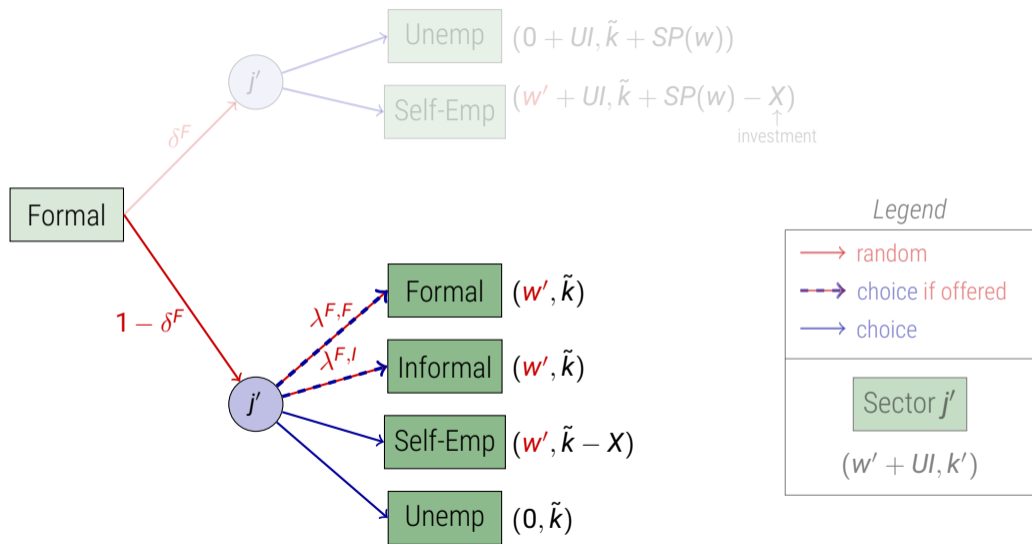 Unemp (0 + UI, k̃ + SP(w))
j′
Self-Emp (w′ + UI, k̃ + SP(w) − X)
↑
investment
δ^F
Formal
Legend
random
choice if offered
choice
Sector j′
(w′ + UI, k′)
1 − δ^F
Formal (w′, k̃)
λ^{F,F}
Informal (w′, k̃)
λ^{F,I}
j′
Self-Emp (w′, k̃ − X)
Unemp (0, k̃)